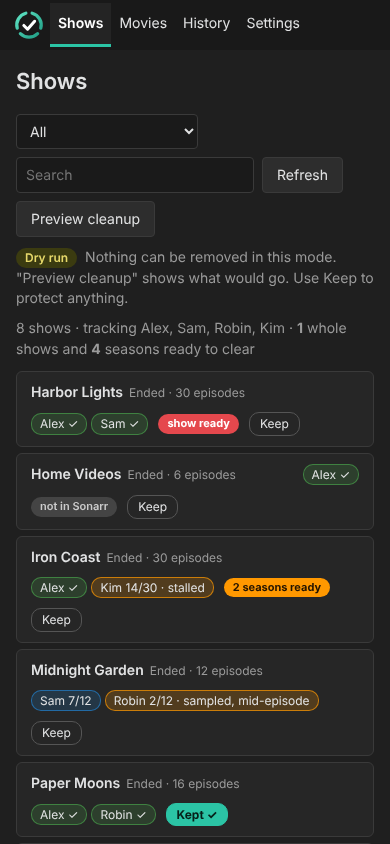 Shows Movies History Settings
Shows
All
Search Refresh
Preview cleanup
Dry run Nothing can be removed in this mode.
"Preview cleanup" shows what would go. Use Keep to
protect anything.
8 shows · tracking Alex, Sam, Robin, Kim · 1 whole
shows and 4 seasons ready to clear
Harbor Lights Ended · 30 episodes
Alex ✓ Sam ✓ show ready Keep
Home Videos Ended · 6 episodes Alex ✓
not in Sonarr Keep
Iron Coast Ended · 30 episodes
Alex ✓ Kim 14/30 · stalled 2 seasons ready
Keep
Midnight Garden Ended · 12 episodes
Sam 7/12 Robin 2/12 · sampled, mid-episode
Keep
Paper Moons Ended · 16 episodes
Alex ✓ Robin ✓ Kept ✓